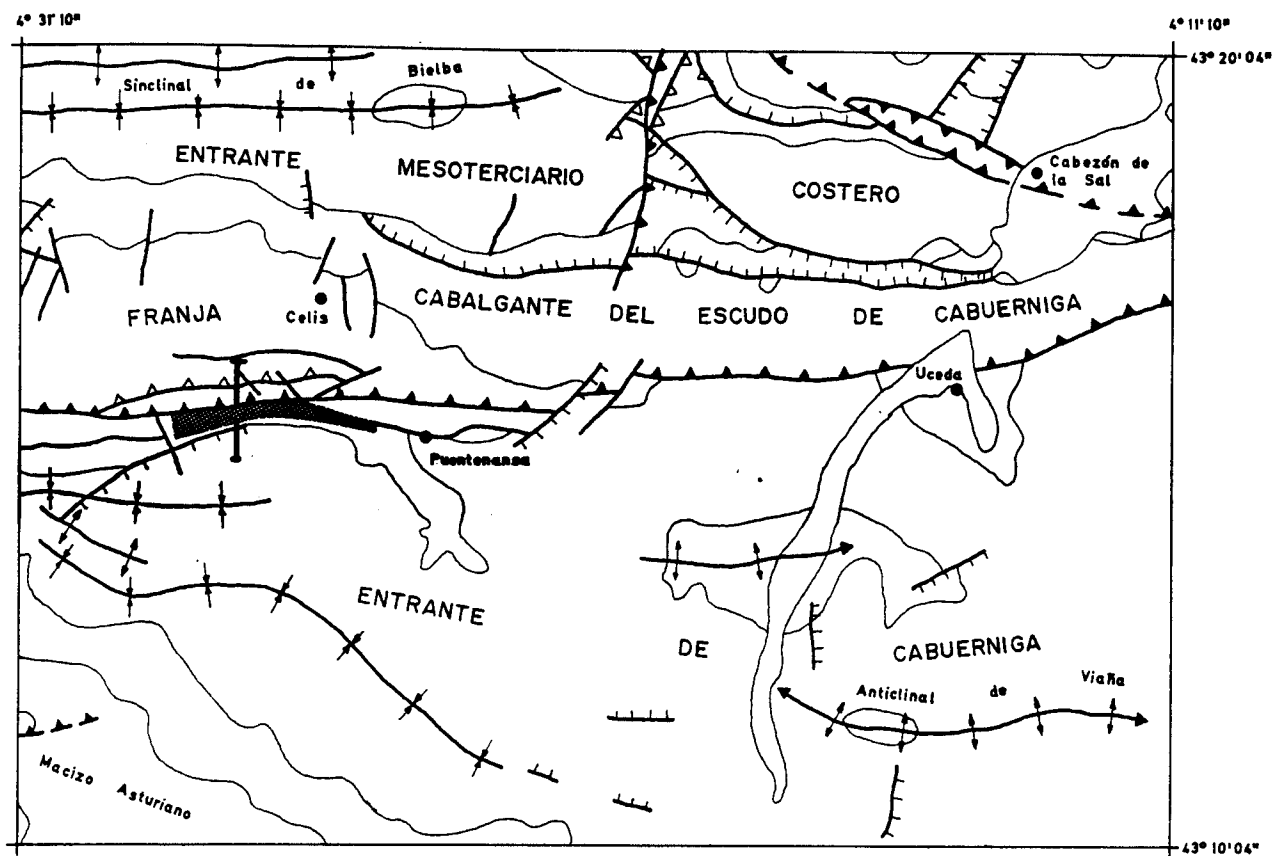 4° 31' 10"
4° 11' 10"
43° 20' 04"
Sinclinal de Bielba
ENTRANTE MESOTERCIARIO COSTERO
Cabezón de
la Sal
FRANJA CABALGANTE DEL ESCUDO DE CABUERNIGA
Celis
Uceda
Puentenansa
ENTRANTE DE CABUERNIGA
Anticlinal de Viaña
Macizo Asturiano
43° 10' 04"